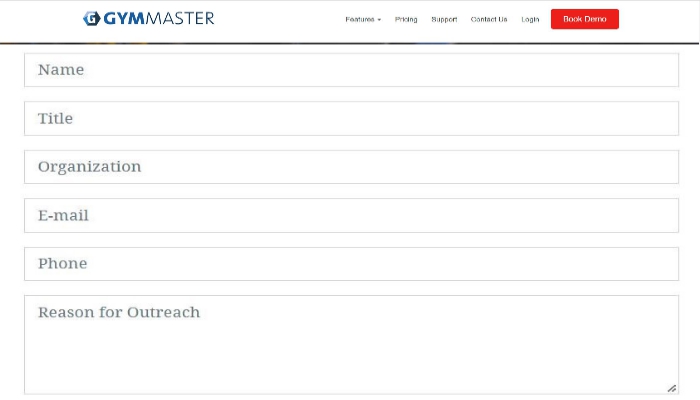 GYMMASTER
Features Pricing Support Contact Us Login Book Demo
Name
Title
Organization
E-mail
Phone
Reason for Outreach